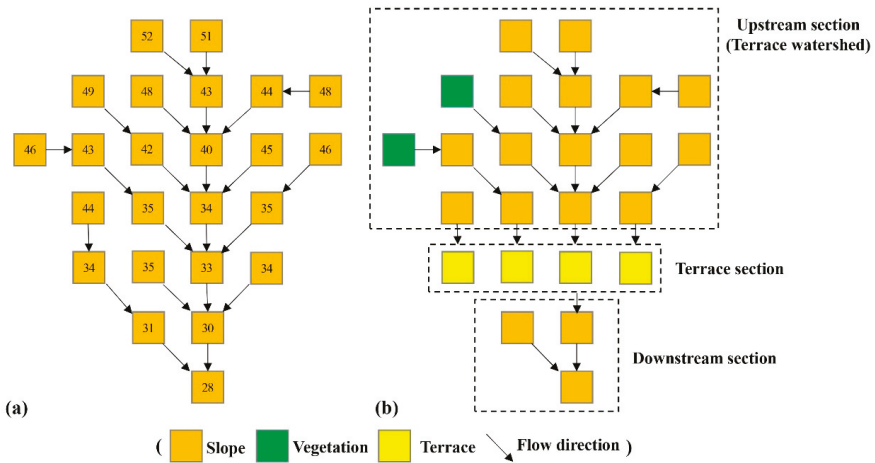 52 51
49 48 43 44 48
46 43 42 40 45 46
44 35 34 35
34 35 33 34
31 30
28
(a)
Upstream section
(Terrace watershed)
Terrace section
Downstream section
(b)
( Slope Vegetation Terrace Flow direction )